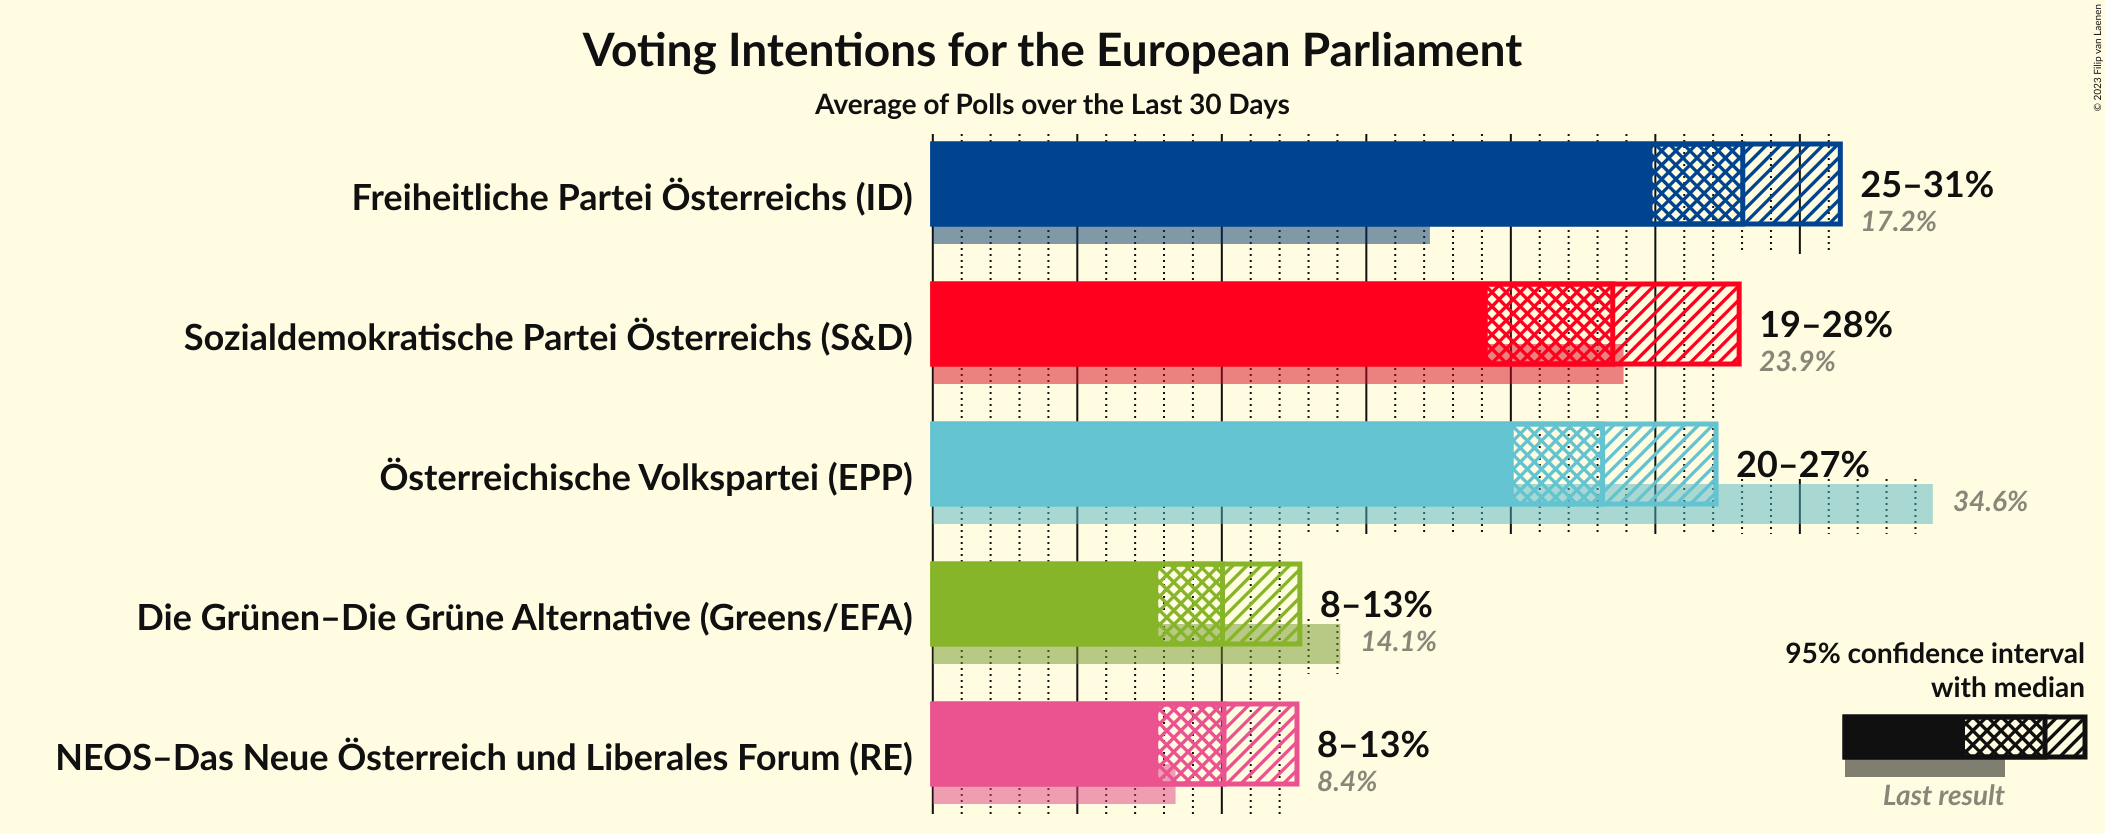 Voting Intentions for the European Parliament
Average of Polls over the Last 30 Days
© 2023 Filip van Laenen
Freiheitliche Partei Österreichs (ID)
25–31%
17.2%
Sozialdemokratische Partei Österreichs (S&D)
19–28%
23.9%
Österreichische Volkspartei (EPP)
20–27%
34.6%
Die Grünen–Die Grüne Alternative (Greens/EFA)
8–13%
14.1%
NEOS–Das Neue Österreich und Liberales Forum (RE)
8–13%
8.4%
95% confidence interval
with median
Last result